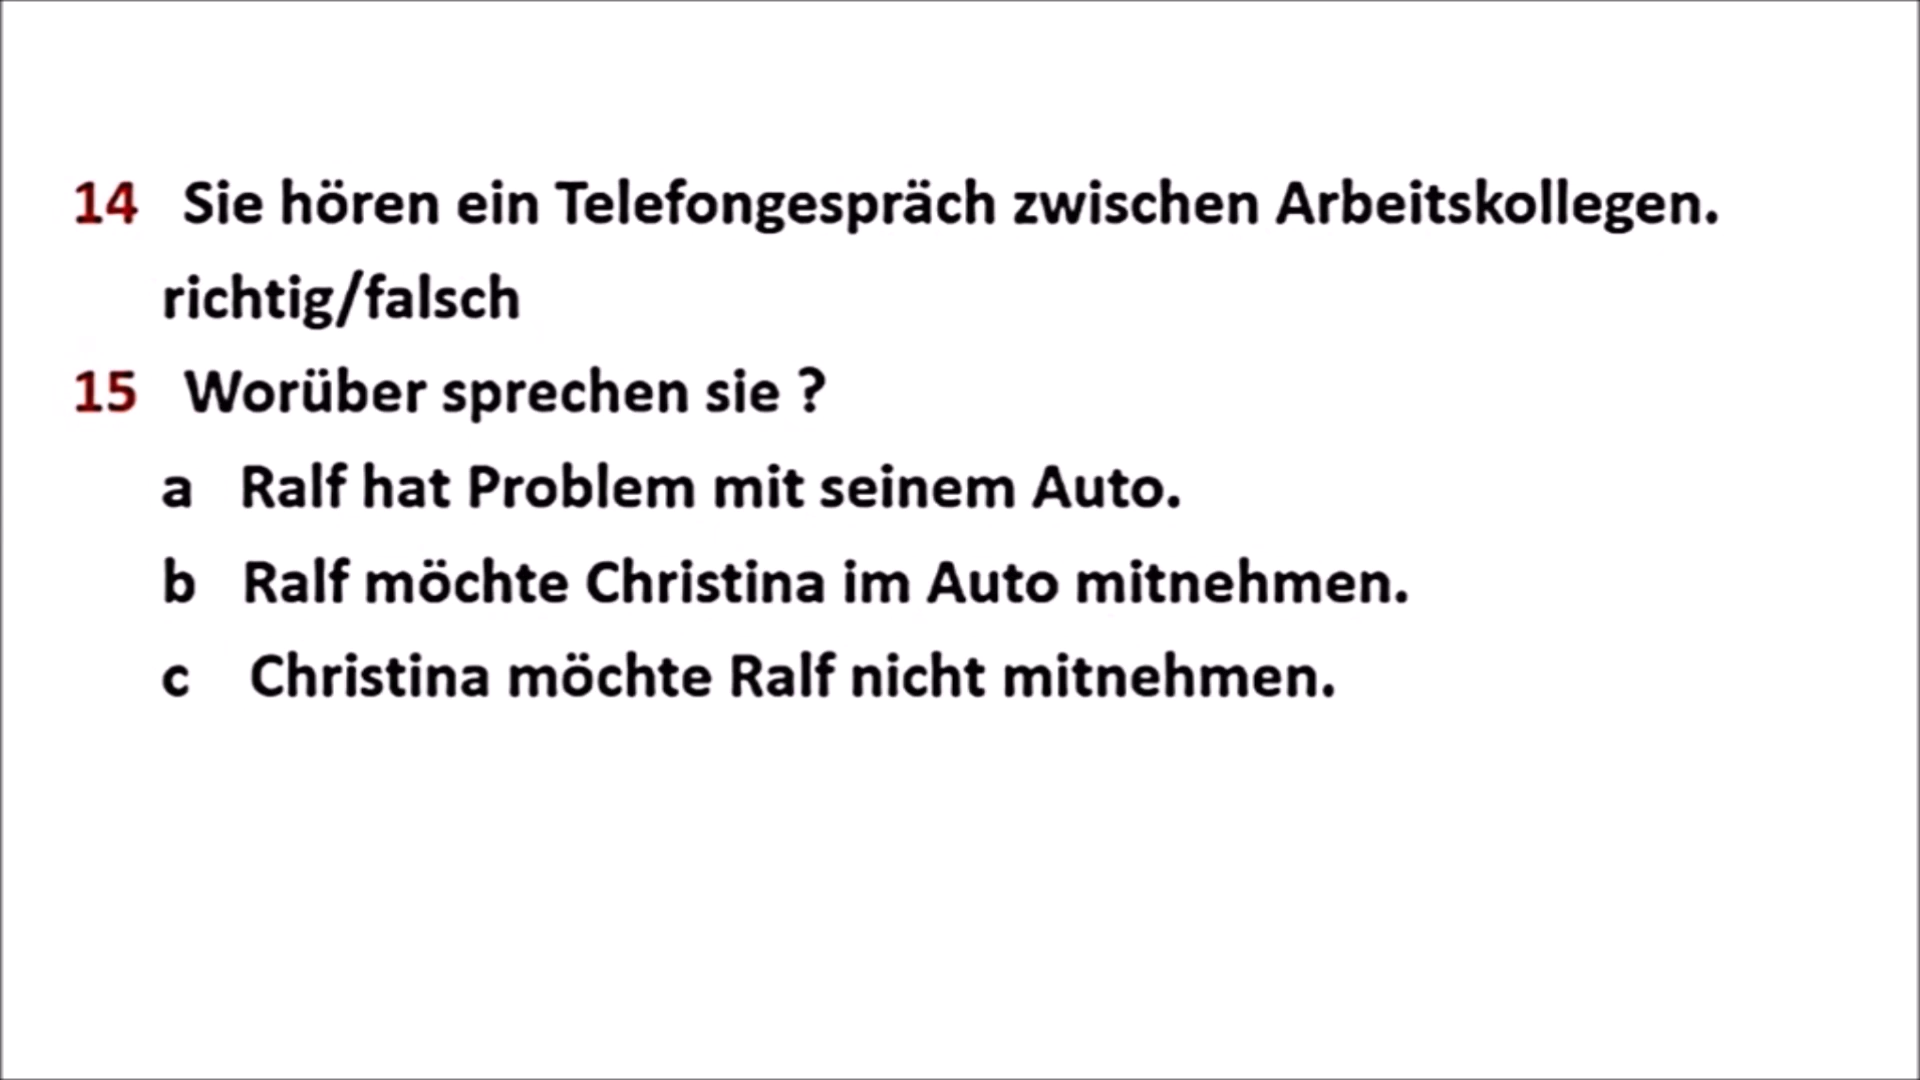 14 Sie hören ein Telefongespräch zwischen Arbeitskollegen.
richtig/falsch
15 Worüber sprechen sie ?
a Ralf hat Problem mit seinem Auto.
b Ralf möchte Christina im Auto mitnehmen.
c Christina möchte Ralf nicht mitnehmen.